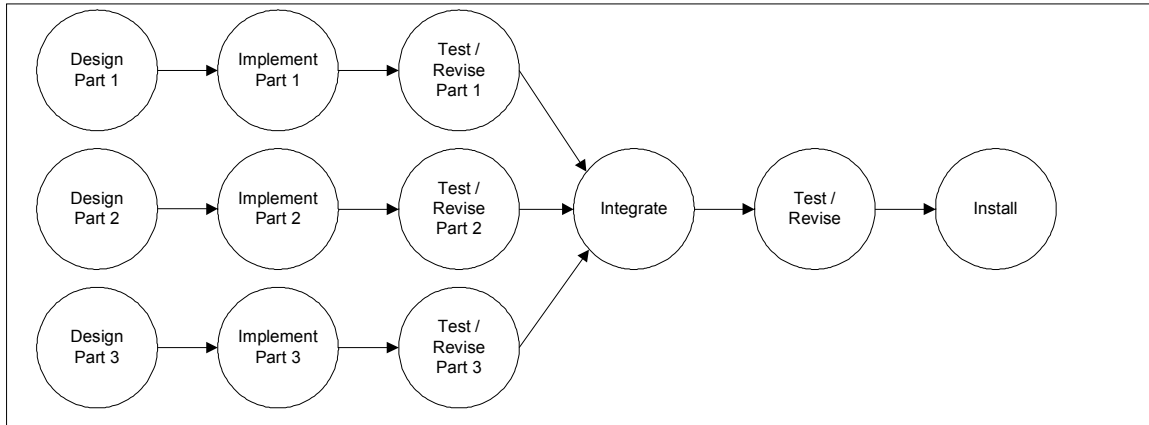 Design
Part 1
Implement
Part 1
Test /
Revise
Part 1
Design
Part 2
Implement
Part 2
Test /
Revise
Part 2
Integrate
Test /
Revise
Install
Design
Part 3
Implement
Part 3
Test /
Revise
Part 3